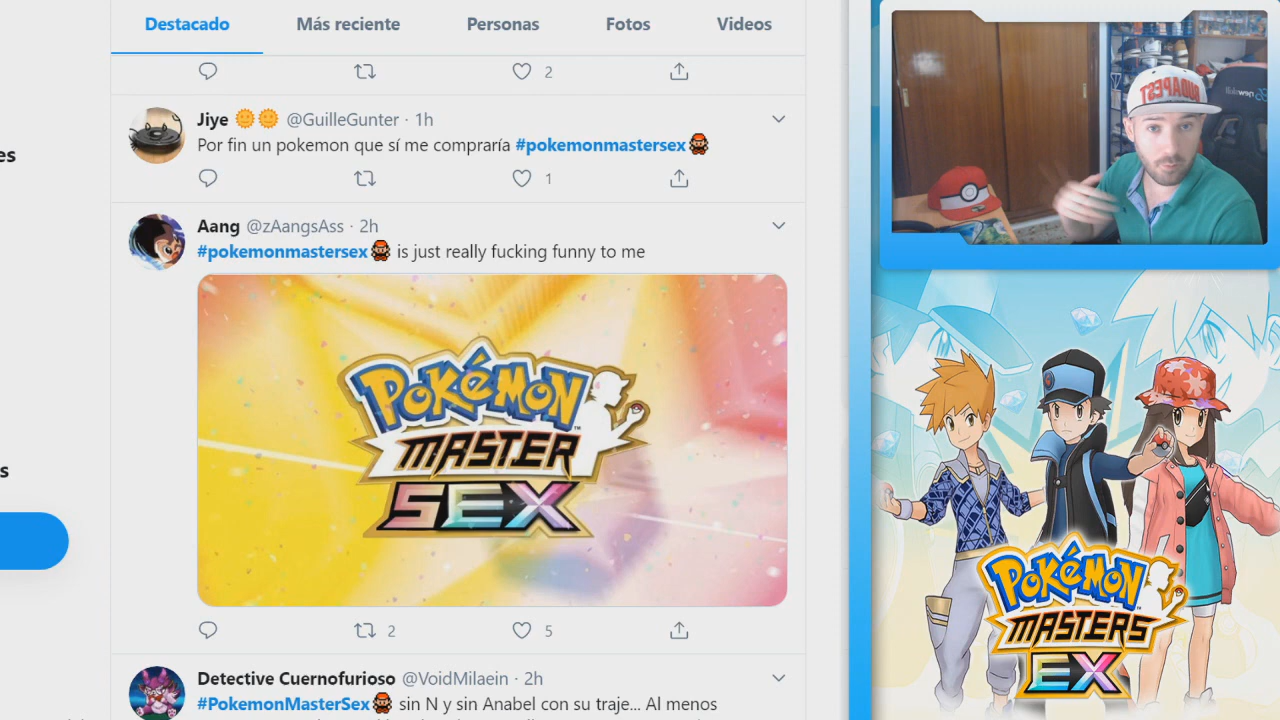 Destacado
Más reciente
Personas
Fotos
Videos
2
es
Jiye @GuilleGunter · 1h
Por fin un pokemon que sí me compraría #pokemonmastersex
1
Aang @zAangsAss · 2h
#pokemonmastersex is just really fucking funny to me
POKéMON
MASTER
SEX
2
5
s
Detective Cuernofurioso @VoidMilaein · 2h
#PokemonMasterSex sin N y sin Anabel con su traje... Al menos
BUDAPEST
newskill
POKéMON
MASTERS
EX